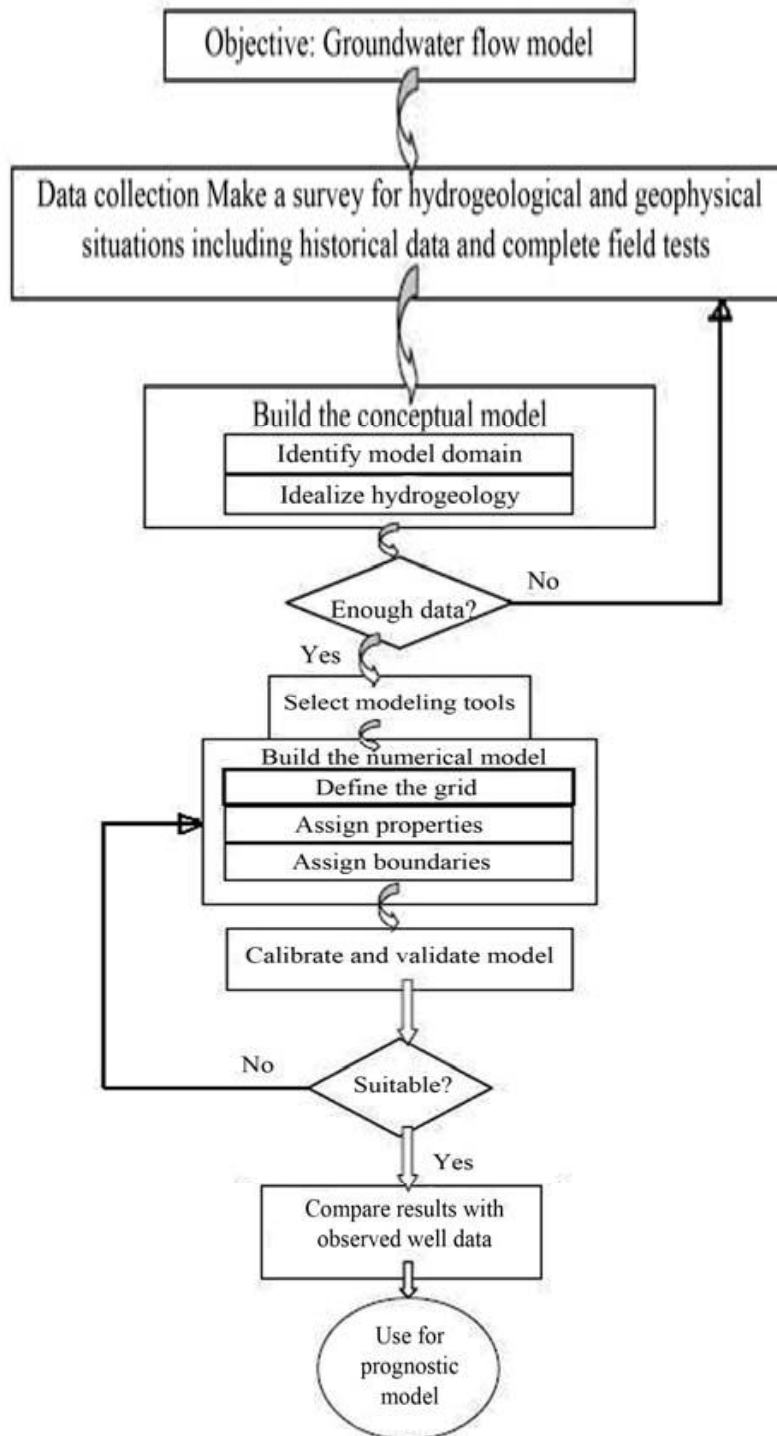 Objective: Groundwater flow model
Data collection Make a survey for hydrogeological and geophysical
situations including historical data and complete field tests
Build the conceptual model
Identify model domain
Idealize hydrogeology
No
Enough data?
Yes
Select modeling tools
Build the numerical model
Define the grid
Assign properties
Assign boundaries
Calibrate and validate model
No
Suitable?
Yes
Compare results with
observed well data
Use for
prognostic
model